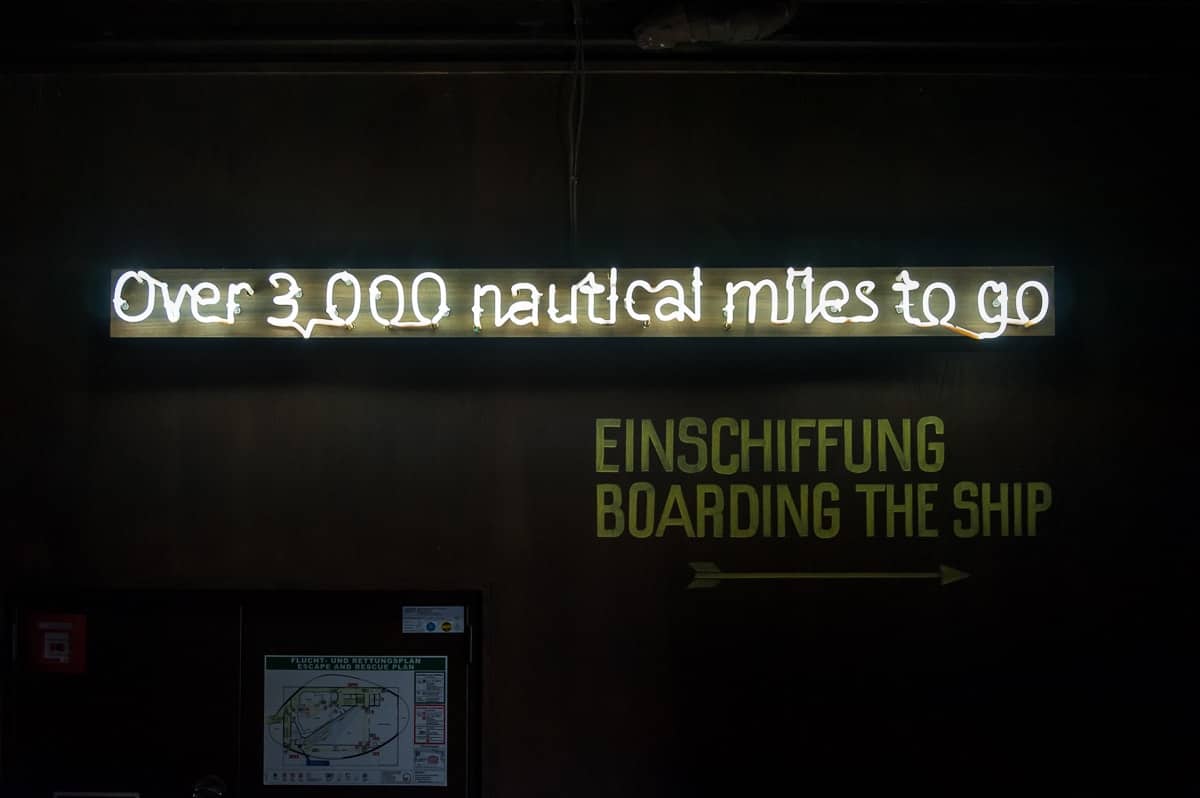 Over 3,000 nautical miles to go
EINSCHIFFUNG
BOARDING THE SHIP
FLUCHT- UND RETTUNGSPLAN
ESCAPE AND RESCUE PLAN